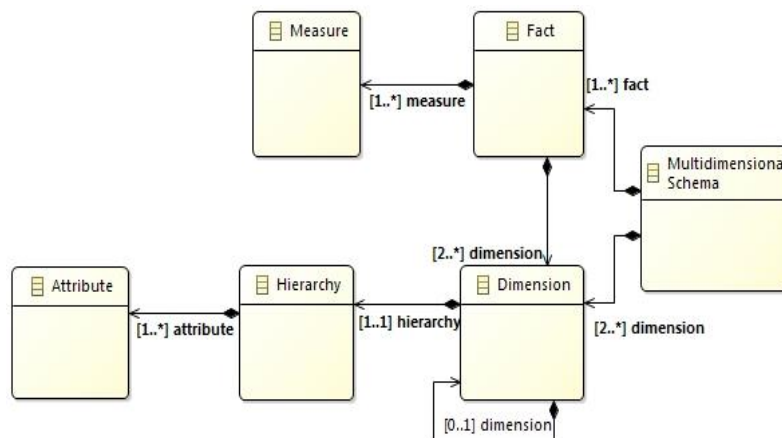 Measure
Fact
[1..*] measure
[1..*] fact
Multidimensiona
Schema
[2..*] dimension
Attribute
Hierarchy
Dimension
[1..*] attribute
[1..1] hierarchy
[2..*] dimension
[0..1] dimension